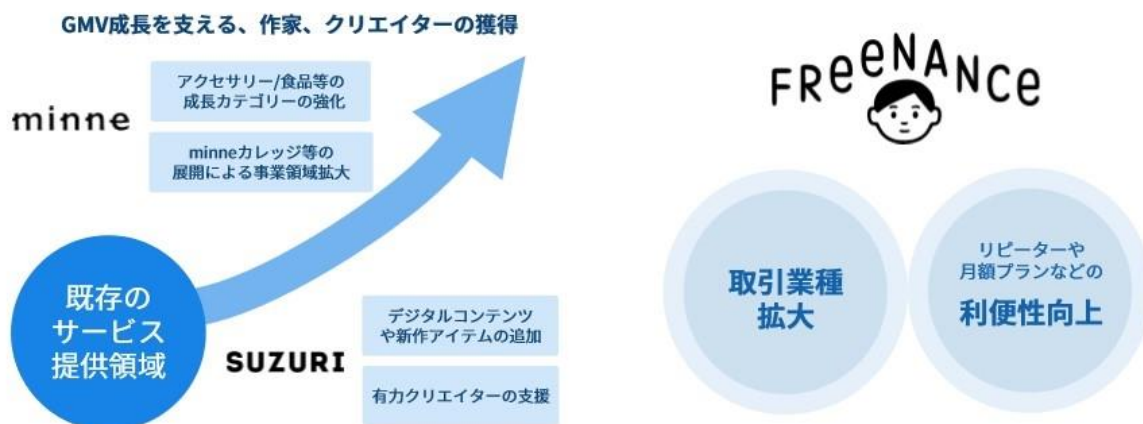 GMV成長を支える、作家、クリエイターの獲得
minne
アクセサリー/食品等の
成長カテゴリーの強化
minneカレッジ等の
展開による事業領域拡大
既存の
サービス
提供領域
SUZURI
デジタルコンテンツ
や新作アイテムの追加
有力クリエイターの支援
FReeNANce
取引業種
拡大
リピーターや
月額プランなどの
利便性向上